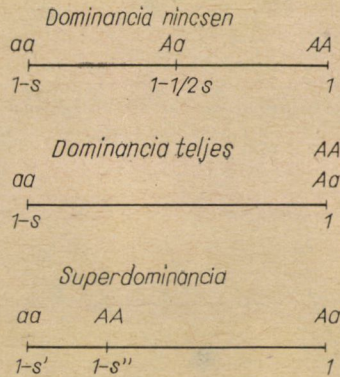 Dominancia nincsen
aa Aa AA
1-s 1-1/2 s 1
Dominancia teljes AA
aa Aa
1-s 1
Superdominancia
aa AA Aa
1-s' 1-s'' 1